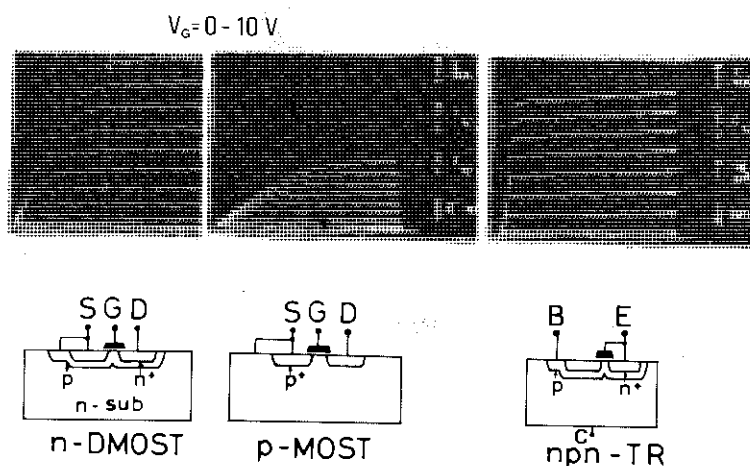 V_G=0-10 V
S G D
S G D
B E
p n+
p+
p n+
n-sub
C
n-DMOST
p-MOST
npn-TR